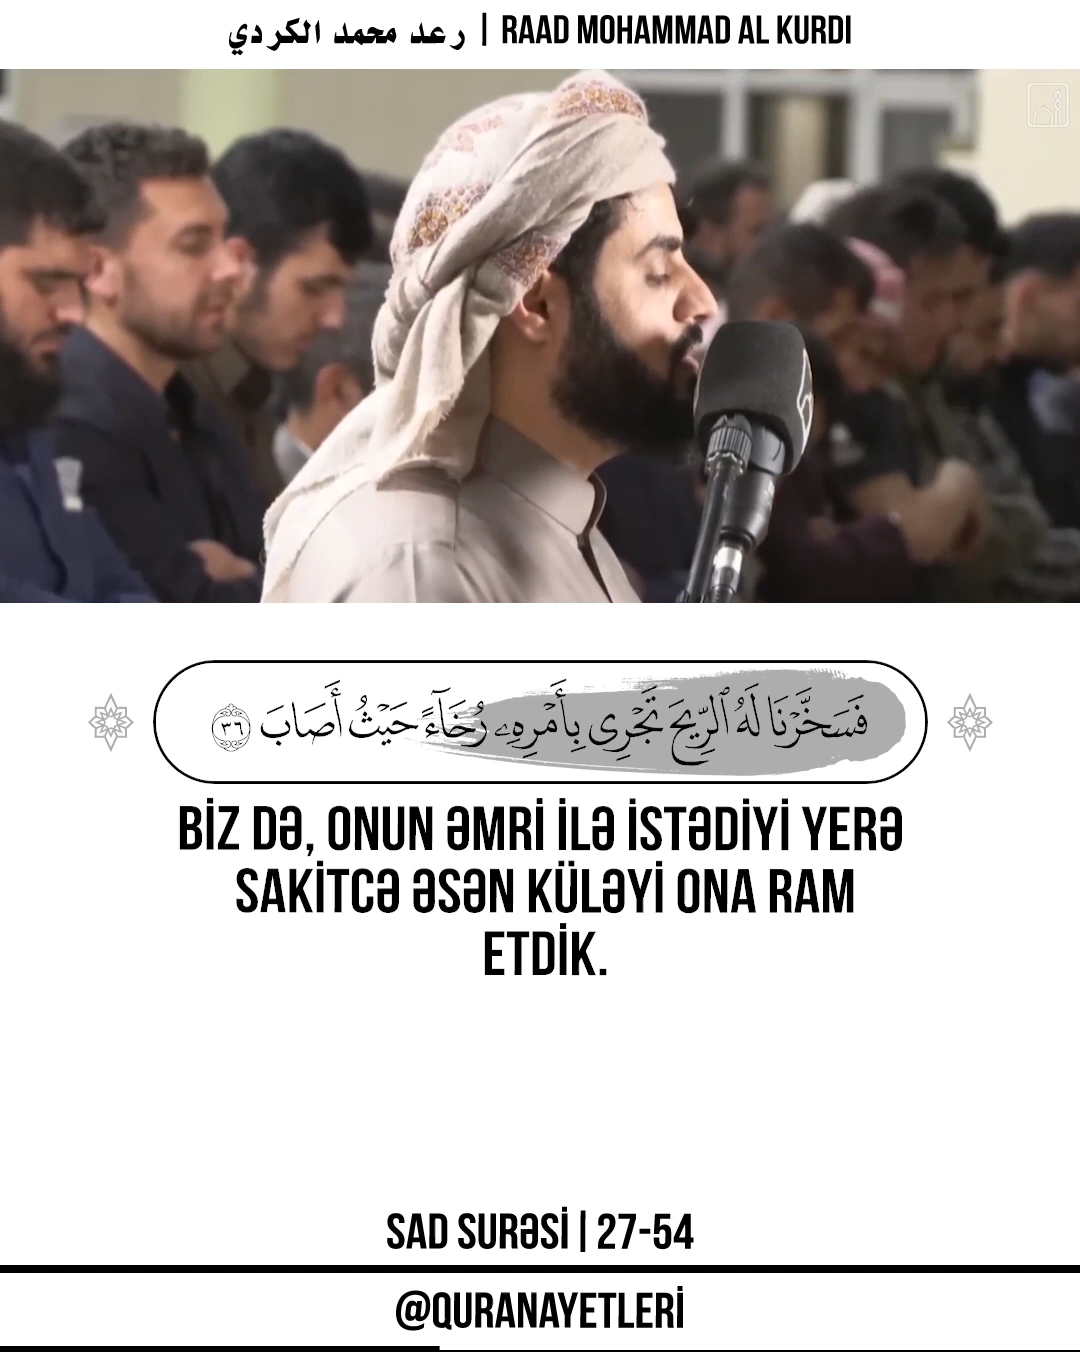 رعد محمد الكردي | RAAD MOHAMMAD AL KURDI
فَسَخَّرْنَا لَهُ ٱلرِّيحَ تَجْرِى بِأَمْرِهِۦ رُخَآءً حَيْثُ أَصَابَ ٣٦
BİZ DƏ, ONUN ƏMRİ İLƏ İSTƏDİYİ YERƏ
SAKİTCƏ ƏSƏN KÜLƏYİ ONA RAM
ETDİK.
SAD SURƏSİ | 27-54
@QURANAYETLERİ